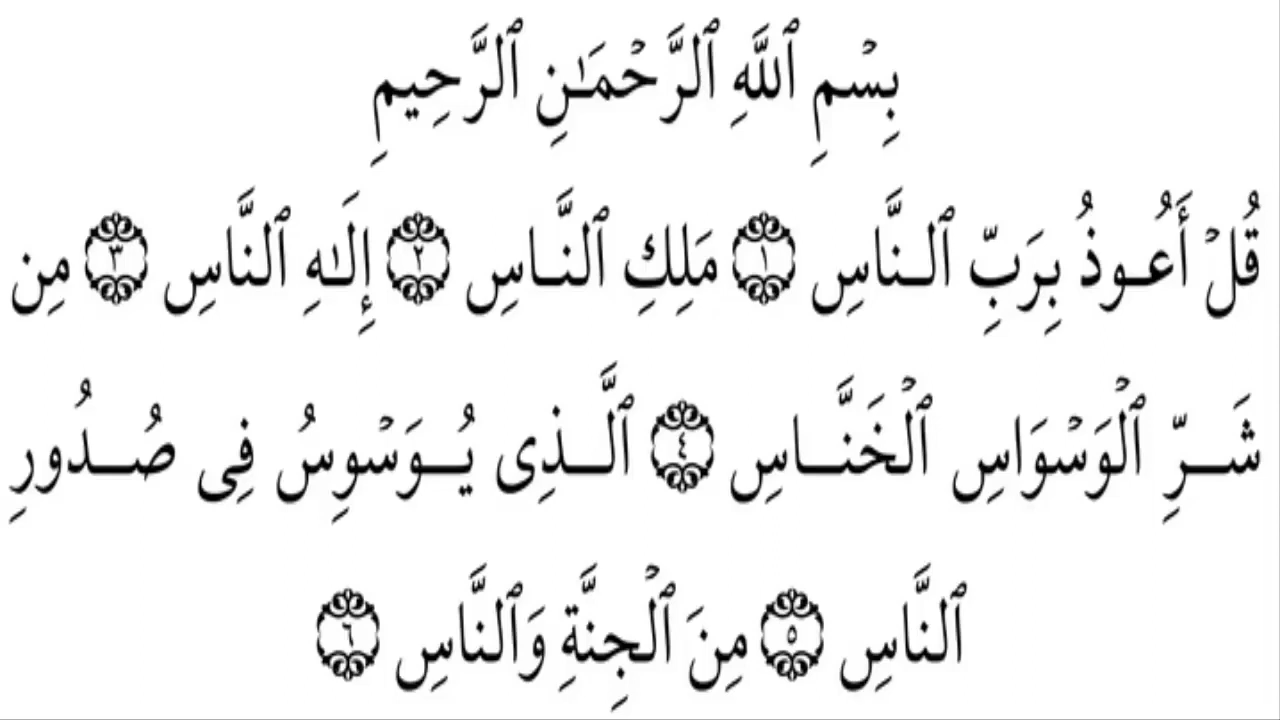 بِسۡمِ ٱللَّهِ ٱلرَّحۡمَـٰنِ ٱلرَّحِيمِ
قُلۡ أَعُوذُ بِرَبِّ ٱلنَّاسِ ١ مَلِكِ ٱلنَّاسِ ٢ إِلَـٰهِ ٱلنَّاسِ ٣ مِن
شَرِّ ٱلۡوَسۡوَاسِ ٱلۡخَنَّاسِ ٤ ٱلَّذِى يُوَسۡوِسُ فِى صُدُورِ
ٱلنَّاسِ ٥ مِنَ ٱلۡجِنَّةِ وَٱلنَّاسِ ٦